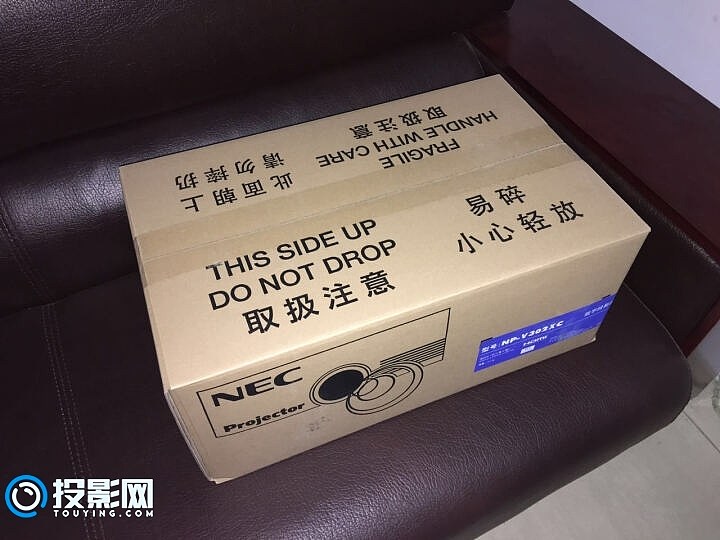 FRAGILE
HANDLE WITH CARE
取扱注意
此面朝上
请勿摔扔
THIS SIDE UP
DO NOT DROP
取扱注意
易碎
小心轻放
NEC
Projector
型号 NP-V302XC
投影网
TOUYING.COM